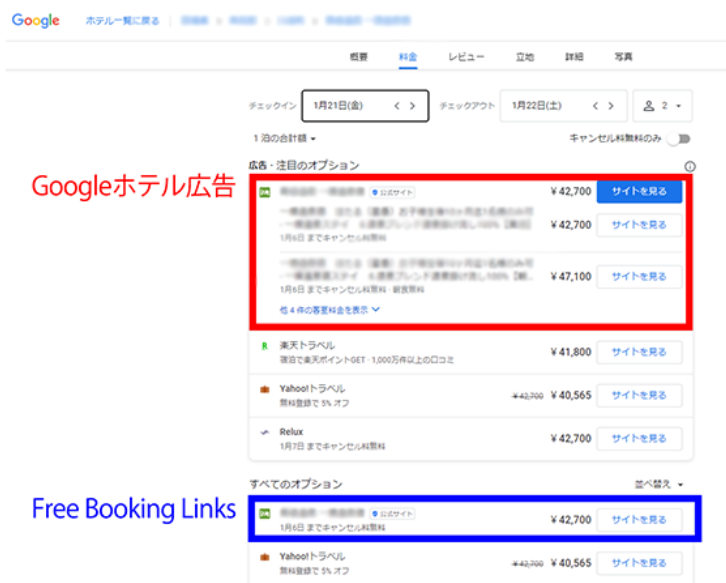 Google ホテル一覧に戻る
概要 料金 レビュー 立地 詳細 写真
チェックイン 1月21日(金) < > チェックアウト 1月22日(土) < > 2
1 泊の合計額 キャンセル料無料のみ
広告・注目のオプション
Googleホテル広告
公式サイト ¥42,700 サイトを見る
¥42,700 サイトを見る
1月6日 までキャンセル料無料
¥47,100 サイトを見る
1月6日 までキャンセル料無料・朝食無料
他 4 件の客室料金を表示
楽天トラベル ¥41,800 サイトを見る
宿泊で楽天ポイントGET・1,000万件以上の口コミ
Yahoo!トラベル ¥42,700 ¥40,565 サイトを見る
無料登録で 5% オフ
Relux ¥42,700 サイトを見る
1月7日 までキャンセル料無料
すべてのオプション 並べ替え
Free Booking Links
公式サイト ¥42,700 サイトを見る
1月6日 までキャンセル料無料
Yahoo!トラベル ¥42,700 ¥40,565 サイトを見る
無料登録で 5% オフ